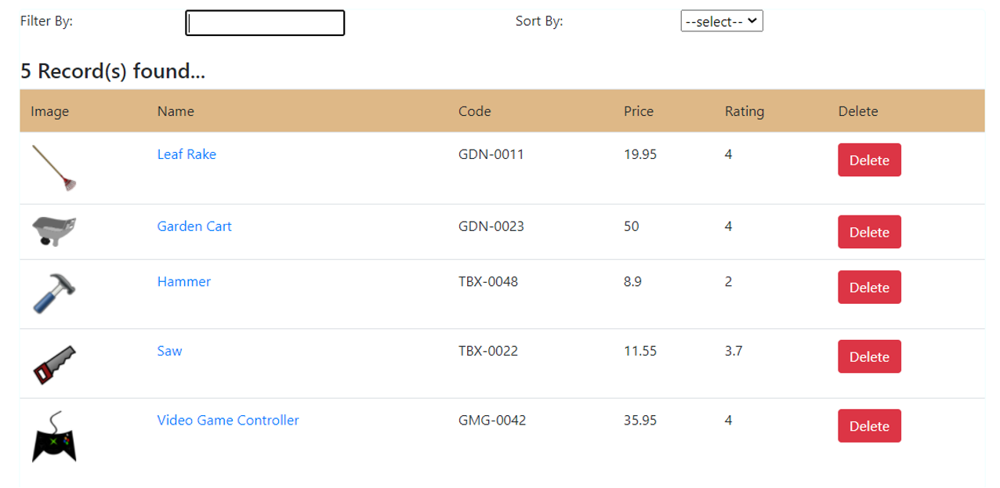 Filter By: Sort By: --select--
5 Record(s) found...
Image Name Code Price Rating Delete
Leaf Rake GDN-0011 19.95 4 Delete
Garden Cart GDN-0023 50 4 Delete
Hammer TBX-0048 8.9 2 Delete
Saw TBX-0022 11.55 3.7 Delete
Video Game Controller GMG-0042 35.95 4 Delete